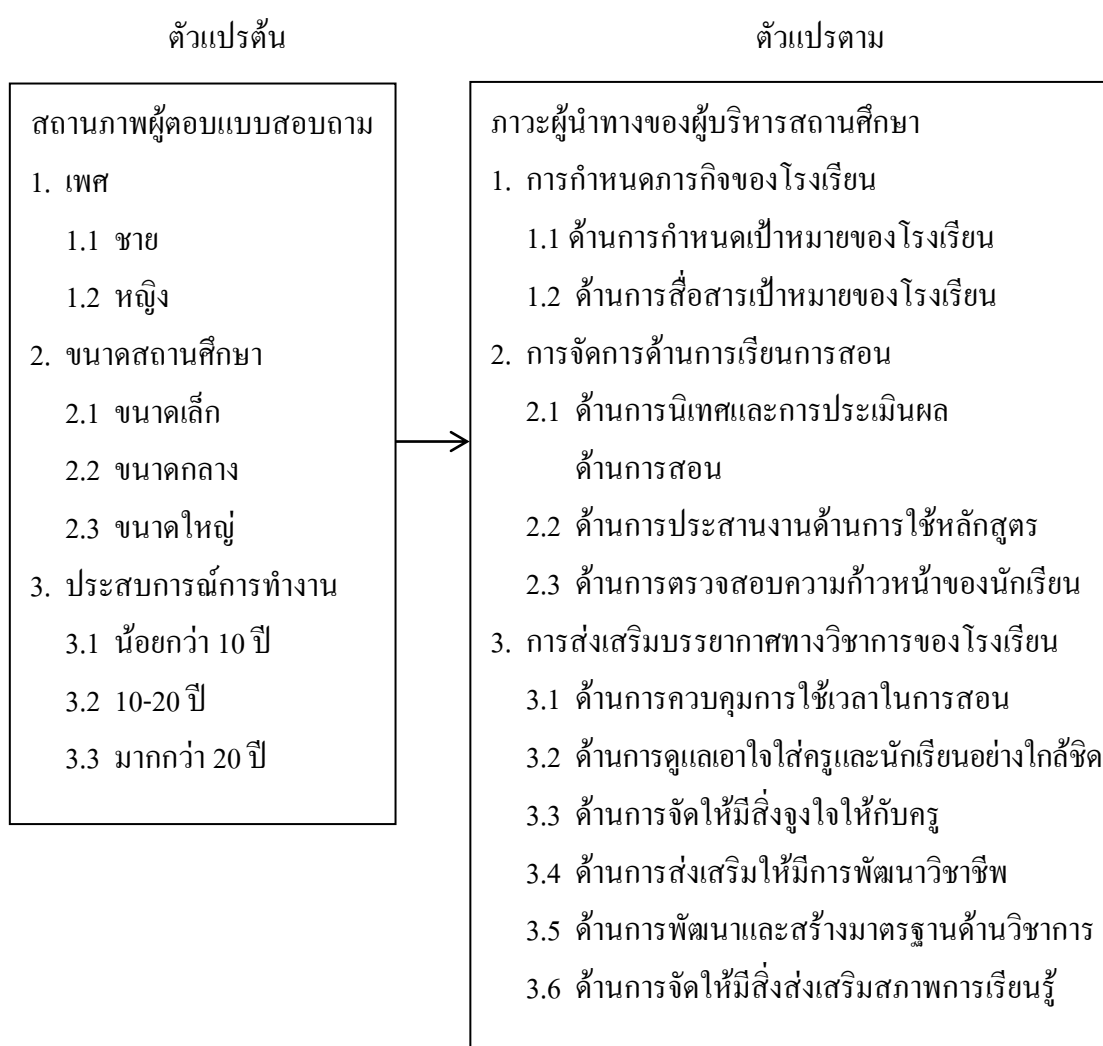 ตัวแปรต้น
ตัวแปรตาม
สถานภาพผู้ตอบแบบสอบถาม
1. เพศ
1.1 ชาย
1.2 หญิง
2. ขนาดสถานศึกษา
2.1 ขนาดเล็ก
2.2 ขนาดกลาง
2.3 ขนาดใหญ่
3. ประสบการณ์การทำงาน
3.1 น้อยกว่า 10 ปี
3.2 10-20 ปี
3.3 มากกว่า 20 ปี
ภาวะผู้นำทางของผู้บริหารสถานศึกษา
1. การกำหนดภารกิจของโรงเรียน
1.1 ด้านการกำหนดเป้าหมายของโรงเรียน
1.2 ด้านการสื่อสารเป้าหมายของโรงเรียน
2. การจัดการด้านการเรียนการสอน
2.1 ด้านการนิเทศและการประเมินผล
ด้านการสอน
2.2 ด้านการประสานงานด้านการใช้หลักสูตร
2.3 ด้านการตรวจสอบความก้าวหน้าของนักเรียน
3. การส่งเสริมบรรยากาศทางวิชาการของโรงเรียน
3.1 ด้านการควบคุมการใช้เวลาในการสอน
3.2 ด้านการดูแลเอาใจใส่ครูและนักเรียนอย่างใกล้ชิด
3.3 ด้านการจัดให้มีสิ่งจูงใจให้กับครู
3.4 ด้านการส่งเสริมให้มีการพัฒนาวิชาชีพ
3.5 ด้านการพัฒนาและสร้างมาตรฐานด้านวิชาการ
3.6 ด้านการจัดให้มีสิ่งส่งเสริมสภาพการเรียนรู้